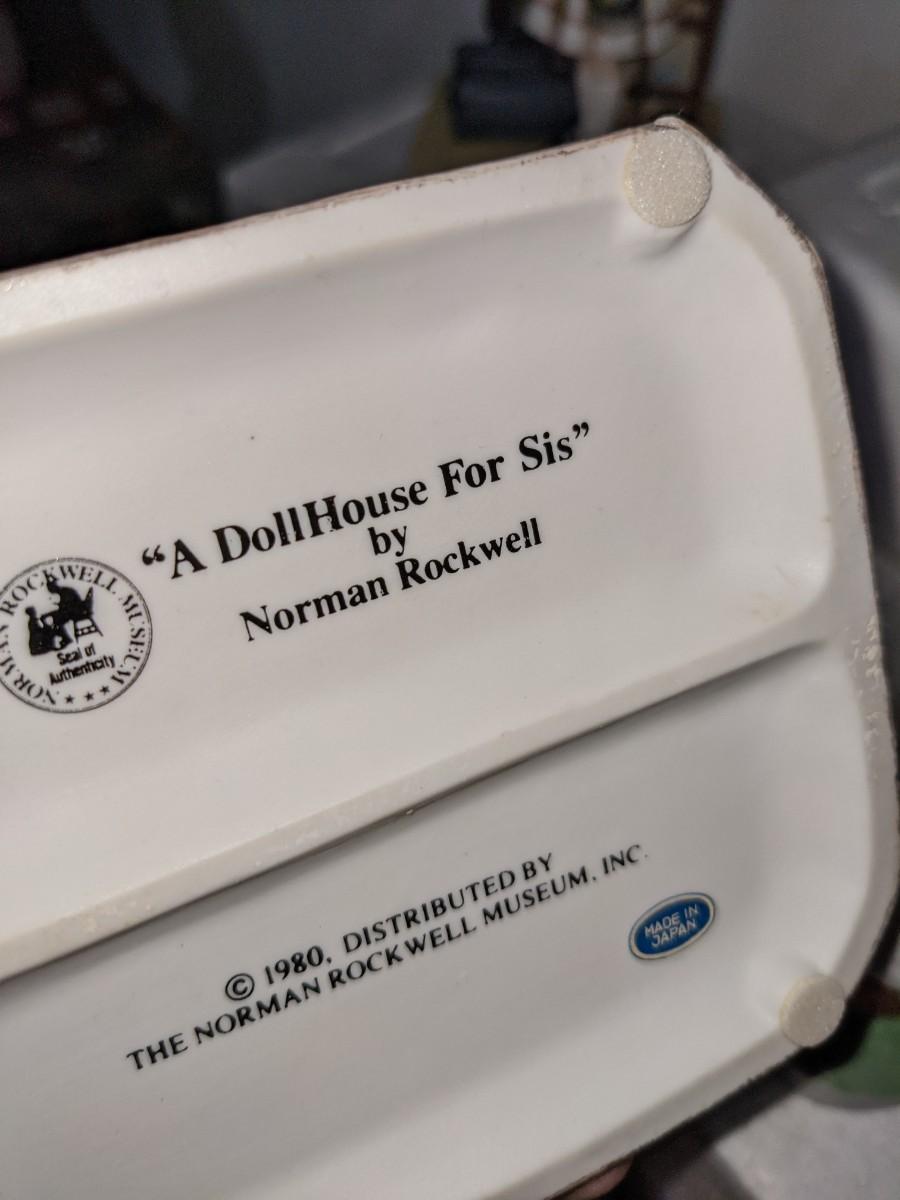 “A DollHouse For Sis”
by
Norman Rockwell
NORMAN ROCKWELL MUSEUM
Seal of
Authenticity
© 1980, DISTRIBUTED BY
THE NORMAN ROCKWELL MUSEUM, INC.
MADE IN
JAPAN